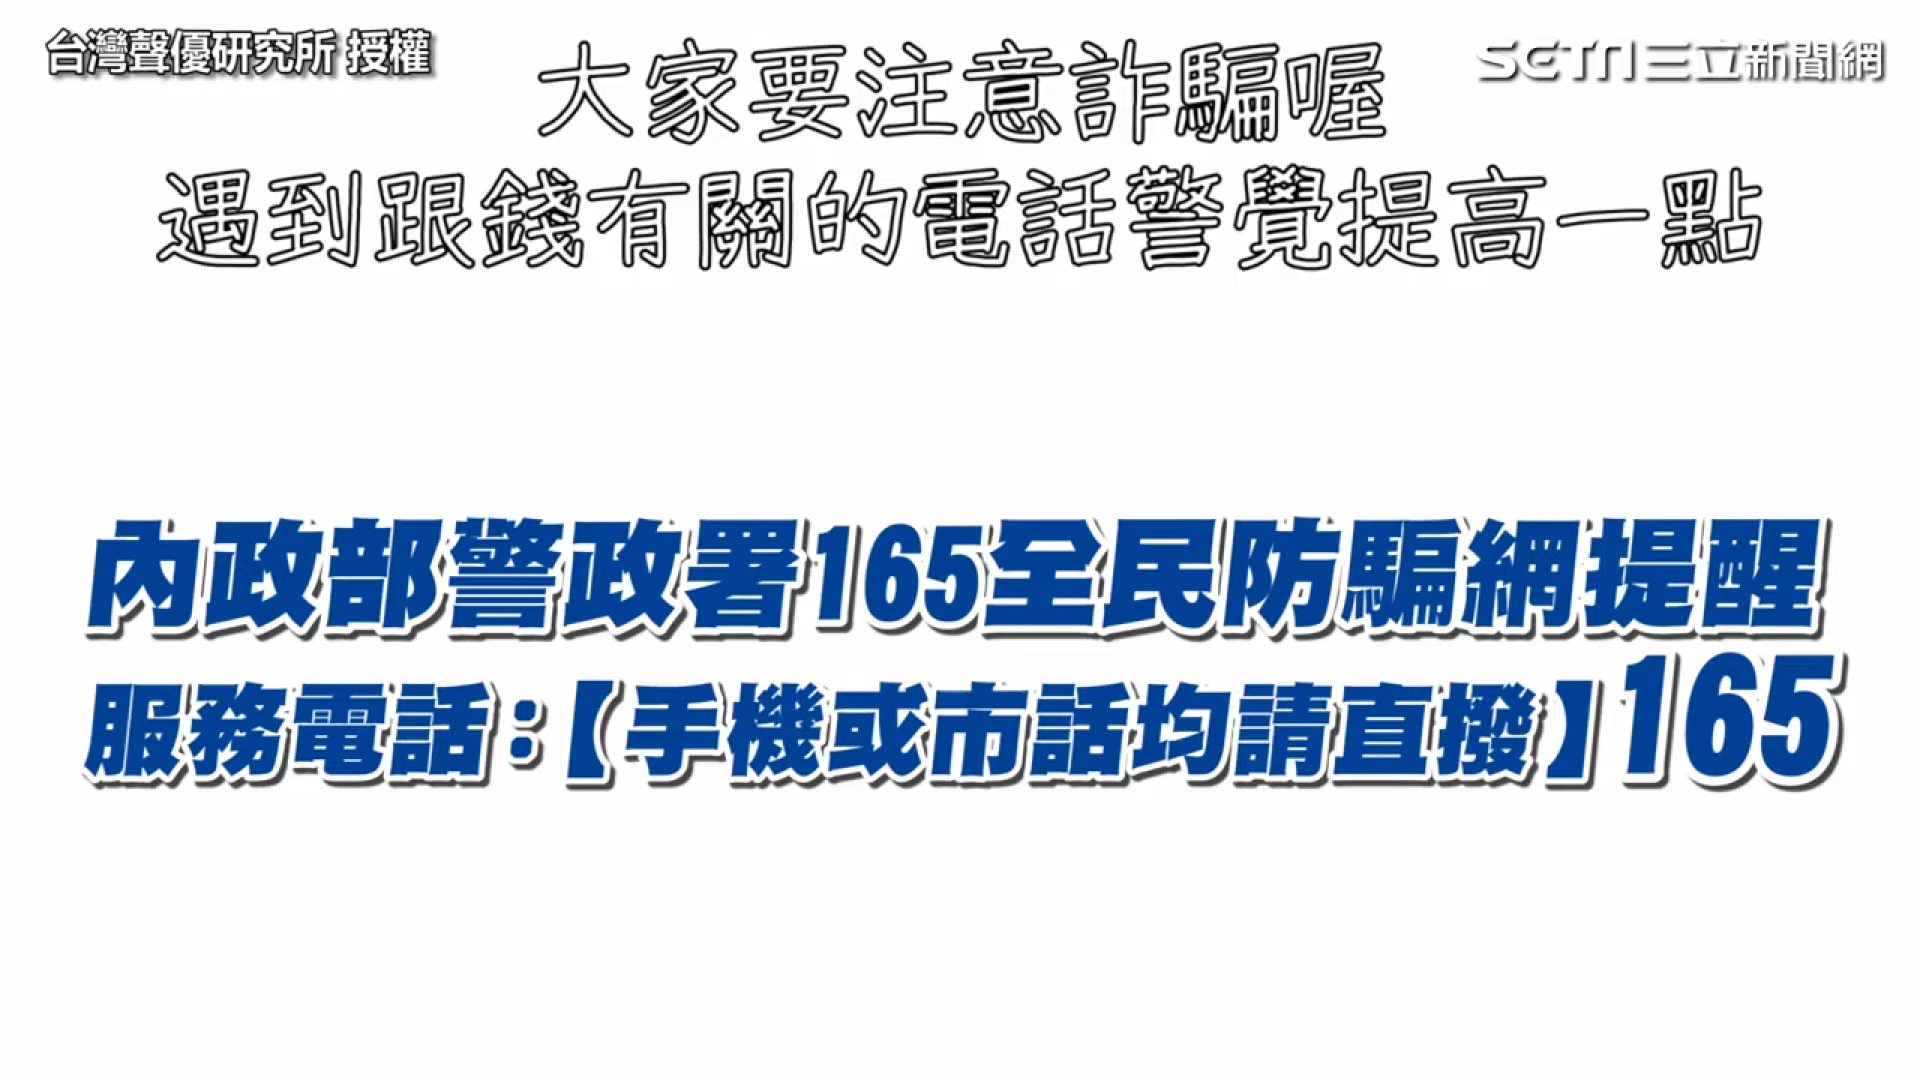 台灣聲優研究所 授權
SETN三立新聞網
大家要注意詐騙喔
遇到跟錢有關的電話警覺提高一點
內政部警政署165全民防騙網提醒
服務電話：【手機或市話均請直撥】165